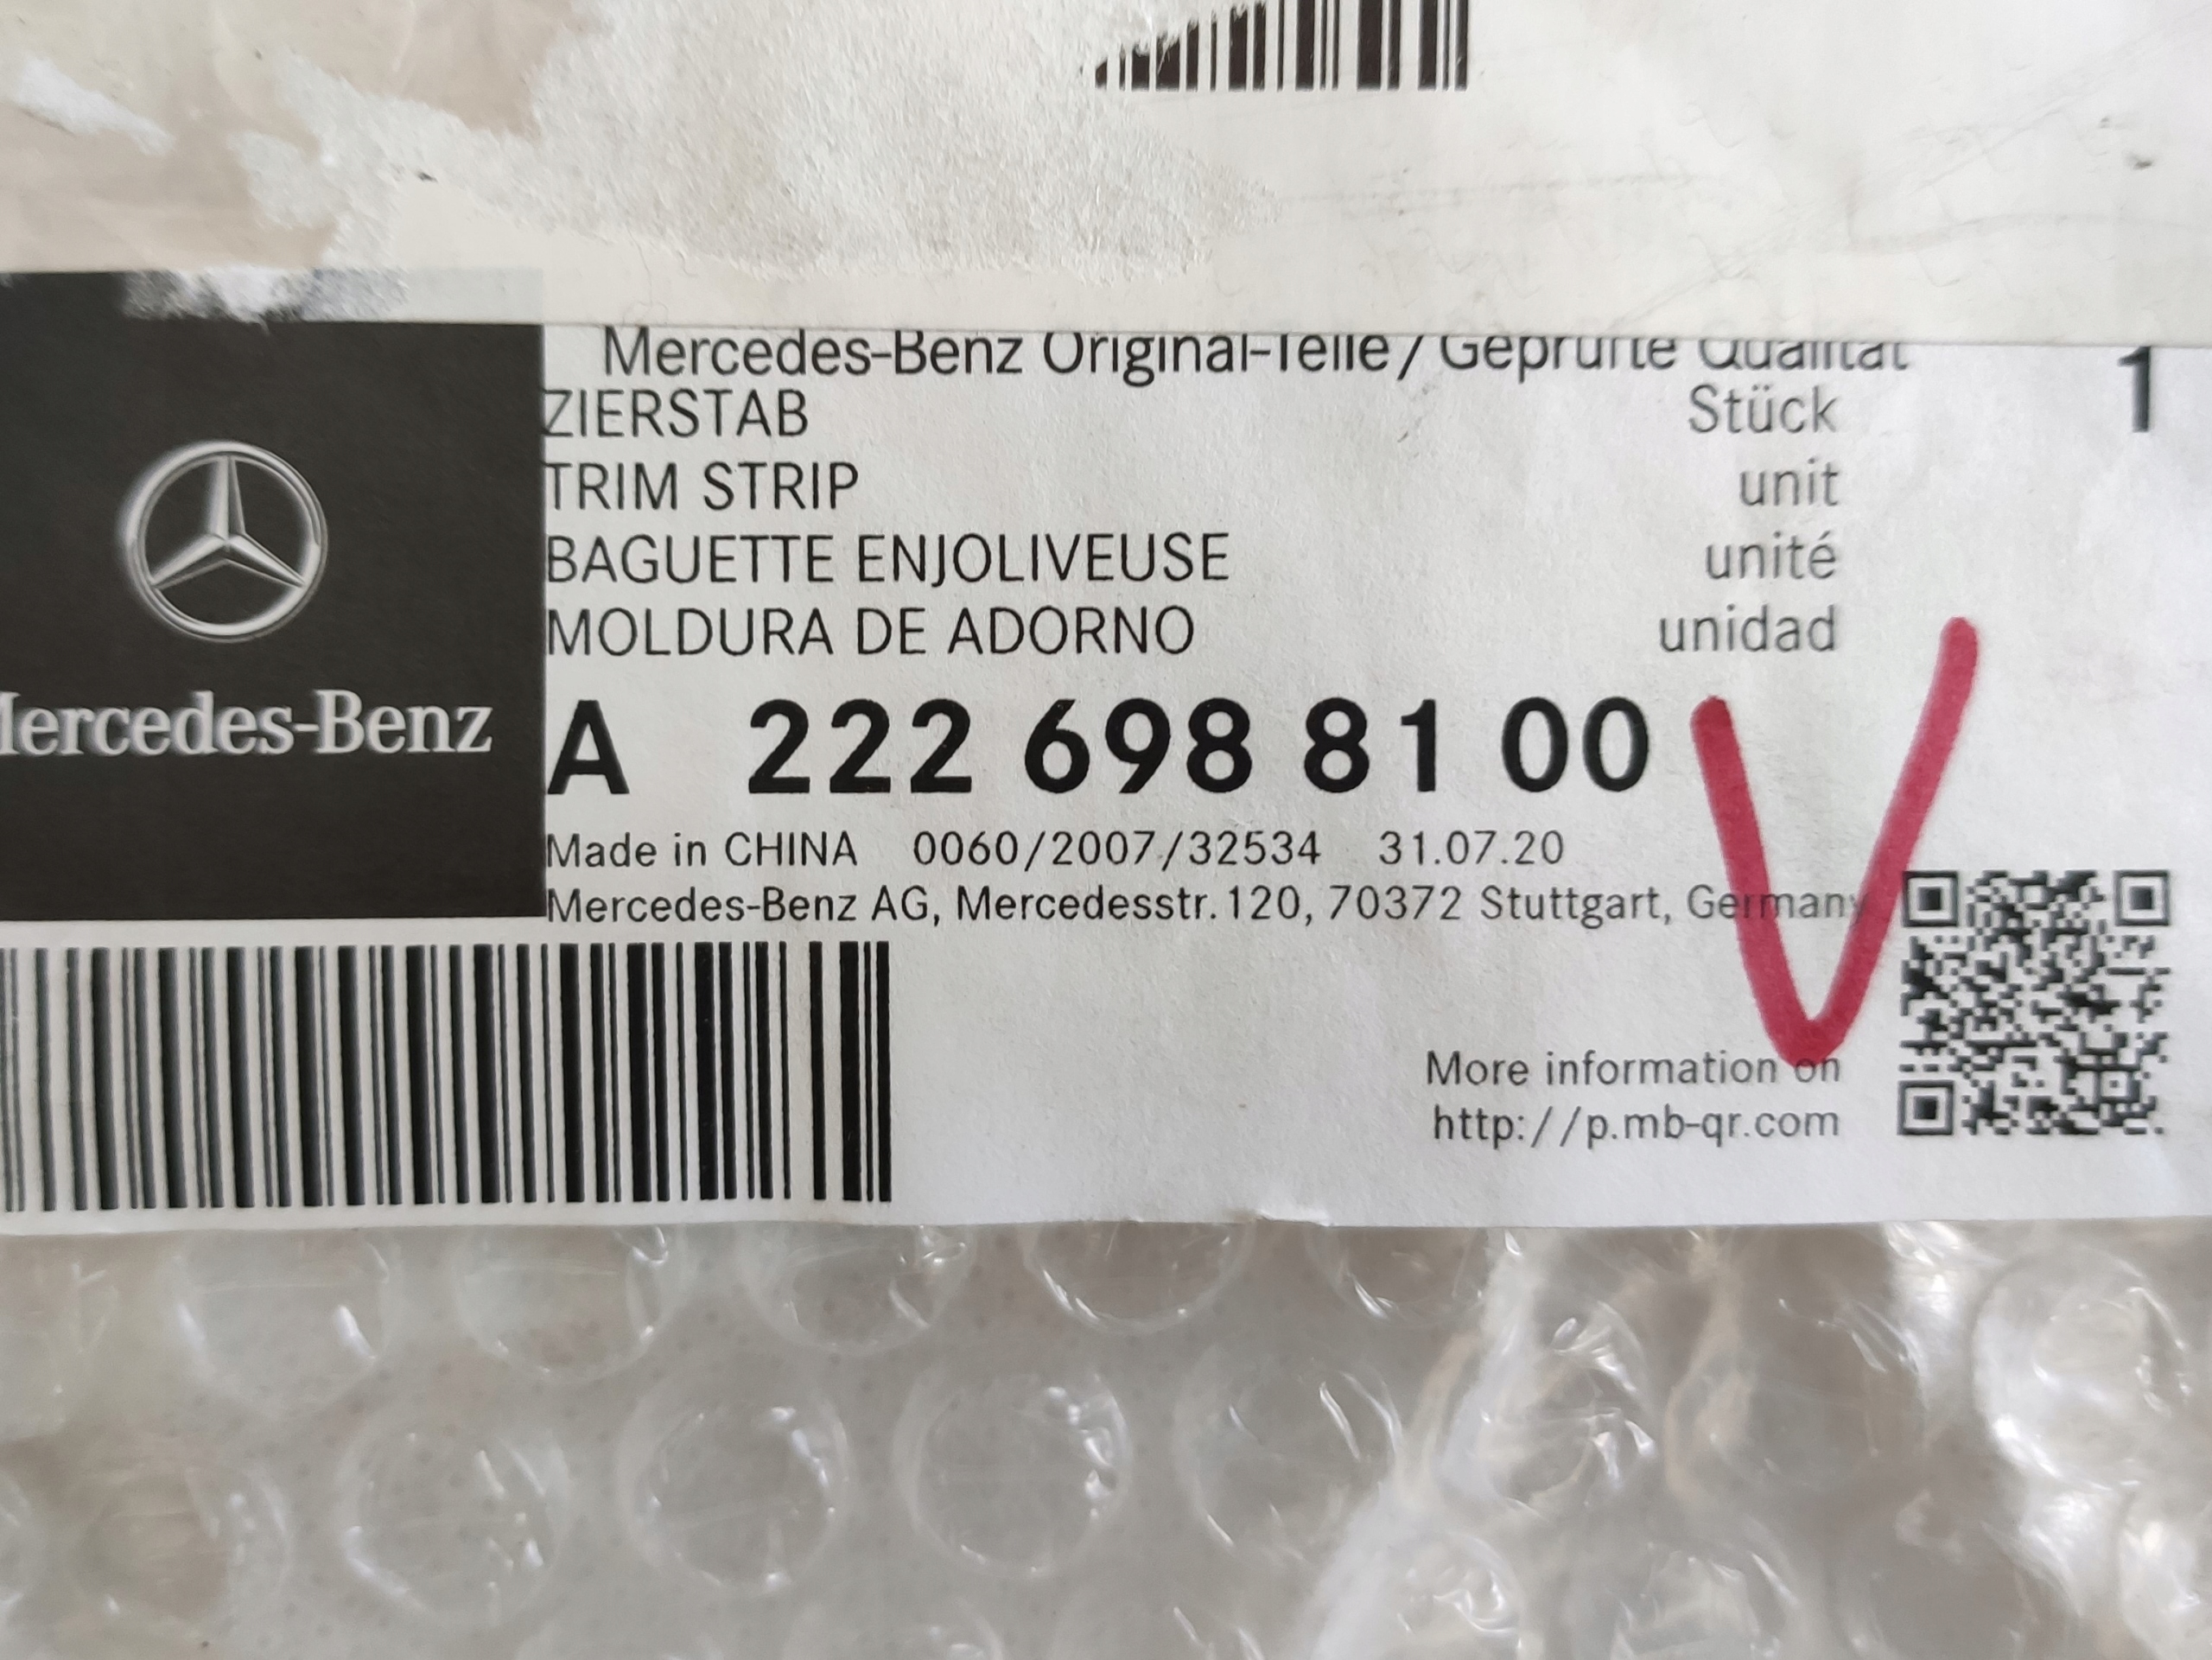 Mercedes-Benz Original-Teile / Geprüfte Qualität
ZIERSTAB Stück 1
TRIM STRIP unit
BAGUETTE ENJOLIVEUSE unité
MOLDURA DE ADORNO unidad
Mercedes-Benz
A 222 698 81 00
Made in CHINA 0060/2007/32534 31.07.20
Mercedes-Benz AG, Mercedesstr. 120, 70372 Stuttgart, Germany
More information on
http://p.mb-qr.com